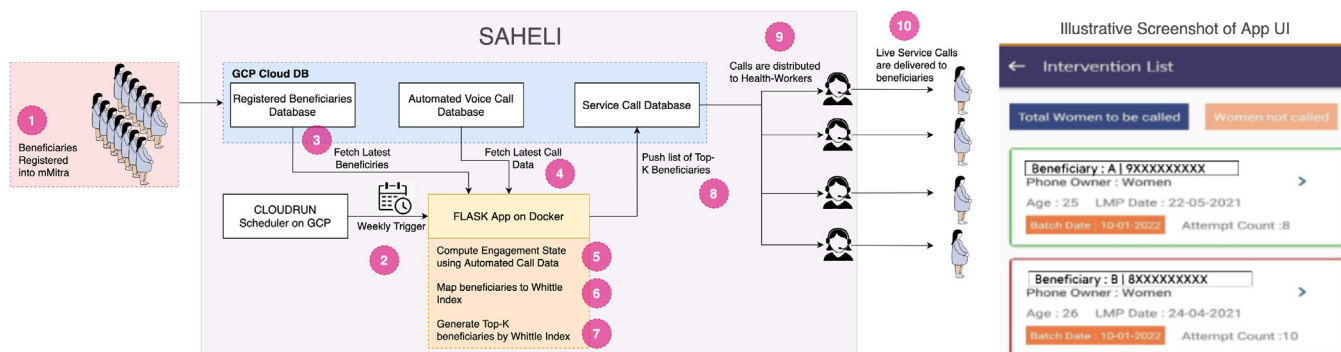 SAHELI
1
Beneficiaries
Registered
into mMitra
GCP Cloud DB
Registered Beneficiaries
Database
Automated Voice Call
Database
Service Call Database
3
Fetch Latest
Beneficiries
Fetch Latest Call
Data
4
Push list of Top-
K Beneficiaries
8
CLOUDRUN
Scheduler on GCP
Weekly Trigger
2
FLASK App on Docker
Compute Engagement State
using Automated Call Data
5
Map beneficiaries to Whittle
Index
6
Generate Top-K
beneficiaries by Whittle Index
7
9
Calls are distributed
to Health-Workers
10
Live Service Calls
are delivered to
beneficiaries
Illustrative Screenshot of App UI
← Intervention List
Total Women to be called
Women not called
Beneficiary : A | 9XXXXXXXXX
Phone Owner : Women
Age : 25 LMP Date : 22-05-2021
Batch Date : 10-01-2022 Attempt Count :8
Beneficiary : B | 8XXXXXXXXX
Phone Owner : Women
Age : 26 LMP Date : 24-04-2021
Batch Date : 10-01-2022 Attempt Count :10